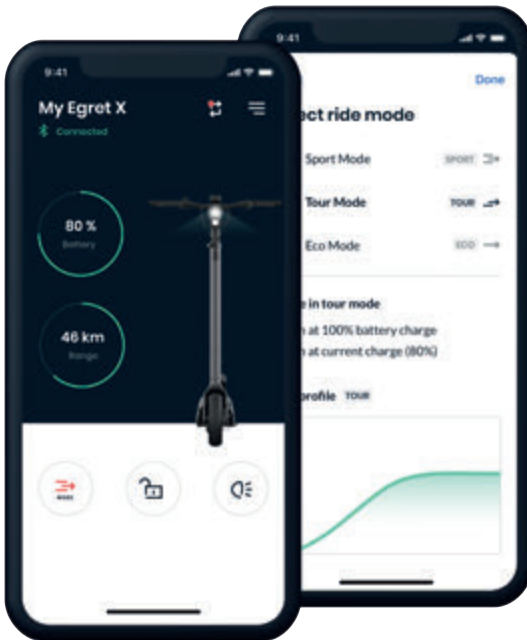 9:41
My Egret X
Connected
80 %
Battery
46 km
Range
MODE
9:41
Done
ect ride mode
Sport Mode SPORT
Tour Mode TOUR
Eco Mode ECO
e in tour mode
n at 100% battery charge
n at current charge (80%)
profile TOUR